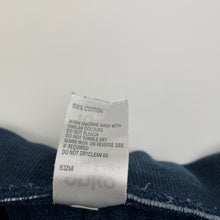 100% COTTON
WARM MACHINE WASH WITH
SIMILAR COLOURS
DO NOT BLEACH
DO NOT TUMBLE DRY
WARM IRON ON REVERSE SIDE
IF REQUIRED
DO NOT DRYCLEAN
153268